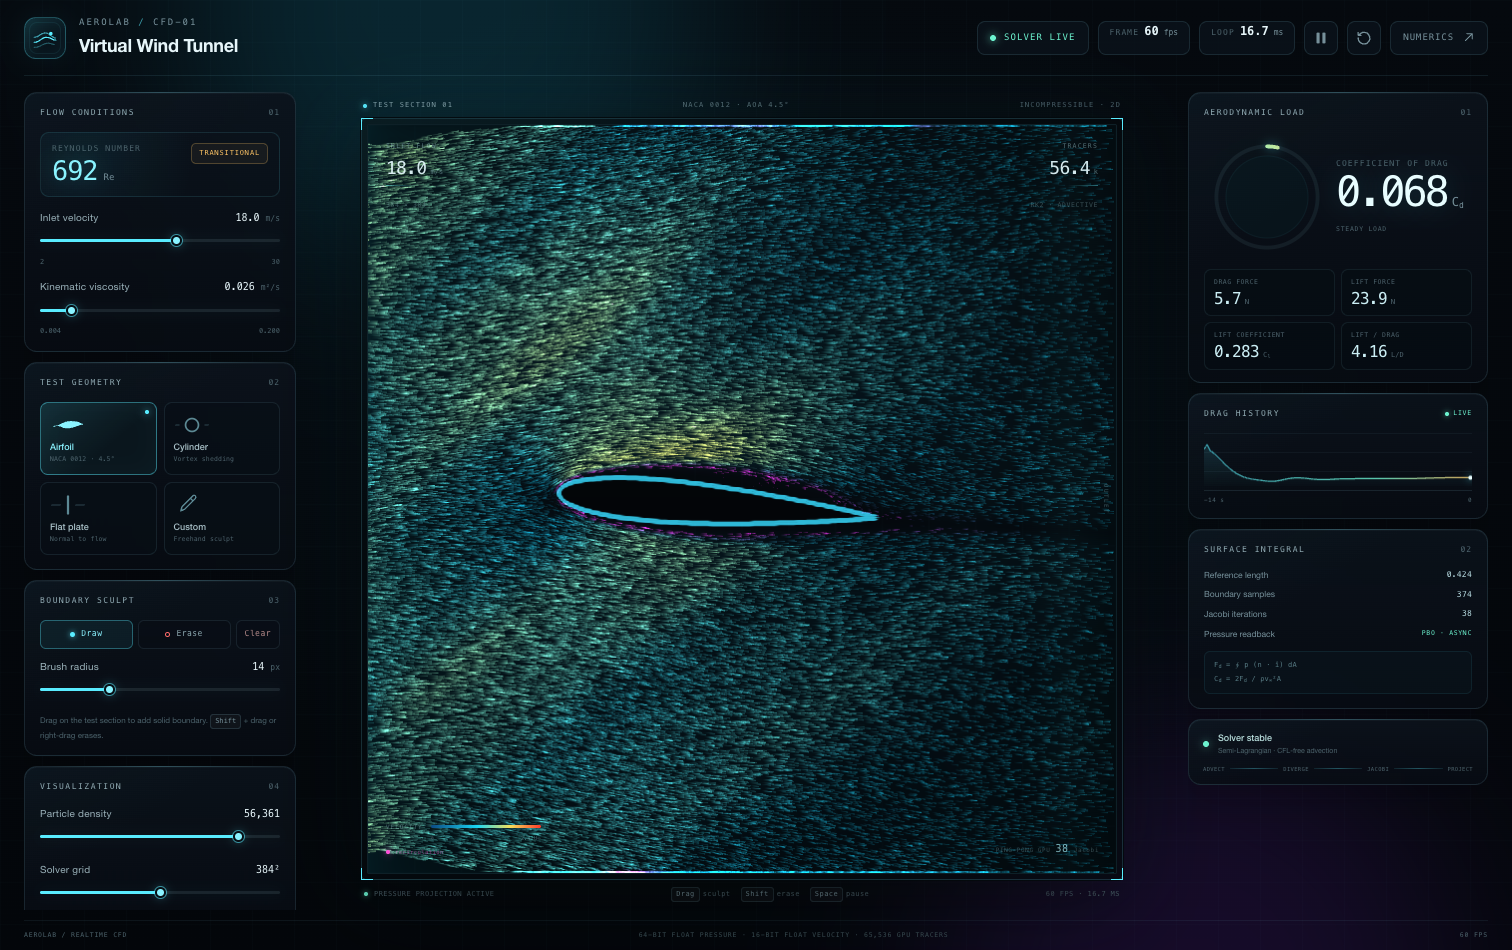 AEROLAB / CFD-01
Virtual Wind Tunnel
SOLVER LIVE
FRAME 60 fps
LOOP 16.7 ms
NUMERICS
FLOW CONDITIONS 01
REYNOLDS NUMBER
692 Re
TRANSITIONAL
Inlet velocity 18.0 m/s
2 30
Kinematic viscosity 0.026 m²/s
0.004 0.200
TEST GEOMETRY 02
Airfoil
NACA 0012 · 4.5°
Cylinder
Vortex shedding
Flat plate
Normal to flow
Custom
Freehand sculpt
BOUNDARY SCULPT 03
Draw Erase Clear
Brush radius 14 px
Drag on the test section to add solid boundary. Shift + drag or
right-drag erases.
VISUALIZATION 04
Particle density 56,361
Solver grid 384²
TEST SECTION 01 NACA 0012 · AOA 4.5° INCOMPRESSIBLE · 2D
18.0
TRACERS
56.4
RK2 · ADVECTIVE
38
PRESSURE PROJECTION ACTIVE
Drag sculpt Shift erase Space pause
60 FPS · 16.7 MS
AERODYNAMIC LOAD 01
COEFFICIENT OF DRAG
0.068 Cd
STEADY LOAD
DRAG FORCE
5.7 N
LIFT FORCE
23.9 N
LIFT COEFFICIENT
0.283 CL
LIFT / DRAG
4.16 L/D
DRAG HISTORY LIVE
−14 s 0
SURFACE INTEGRAL 02
Reference length 0.424
Boundary samples 374
Jacobi iterations 38
Pressure readback PBO · ASYNC
Fd = ∮ p (n · i) dA
Cd = 2Fd / ρv∞²A
Solver stable
Semi-Lagrangian · CFL-free advection
ADVECT DIVERGE JACOBI PROJECT
AEROLAB / REALTIME CFD
64-BIT FLOAT PRESSURE · 16-BIT FLOAT VELOCITY · 65,536 GPU TRACERS
60 FPS